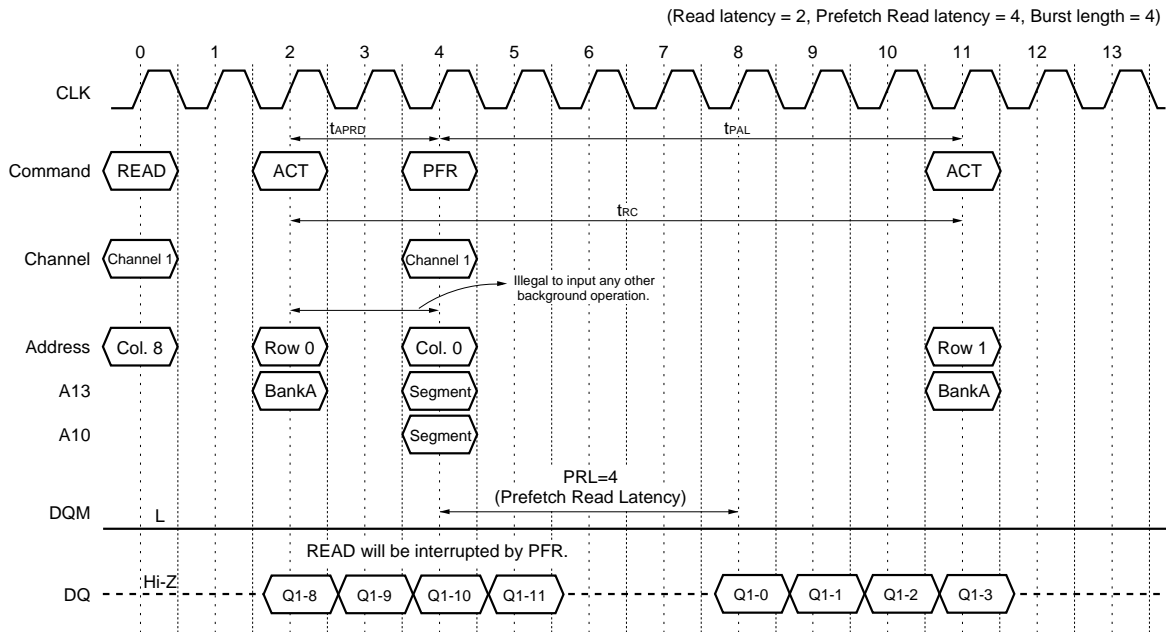 (Read latency = 2, Prefetch Read latency = 4, Burst length = 4)
0 1 2 3 4 5 6 7 8 9 10 11 12 13
CLK
tAPRD tPAL
Command READ ACT PFR ACT
tRC
Channel Channel 1 Channel 1
Illegal to input any other
background operation.
Address Col. 8 Row 0 Col. 0 Row 1
A13 BankA Segment BankA
A10 Segment
PRL=4
(Prefetch Read Latency)
DQM L
READ will be interrupted by PFR.
DQ Hi-Z Q1-8 Q1-9 Q1-10 Q1-11 Q1-0 Q1-1 Q1-2 Q1-3